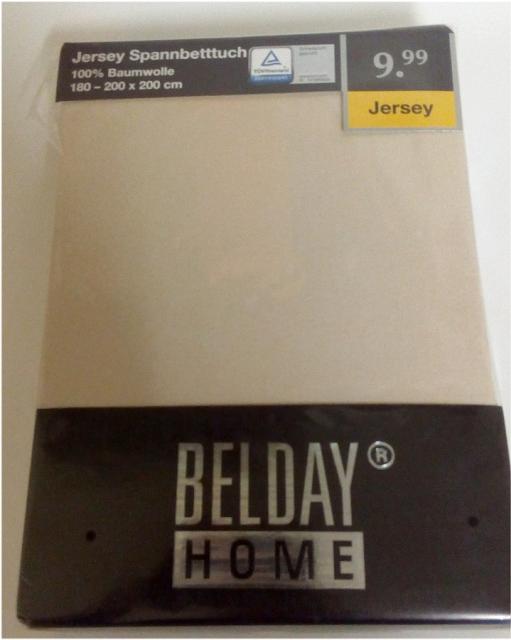 Jersey Spannbetttuch
100% Baumwolle
180 – 200 x 200 cm
9.99
Jersey
BELDAY®
HOME